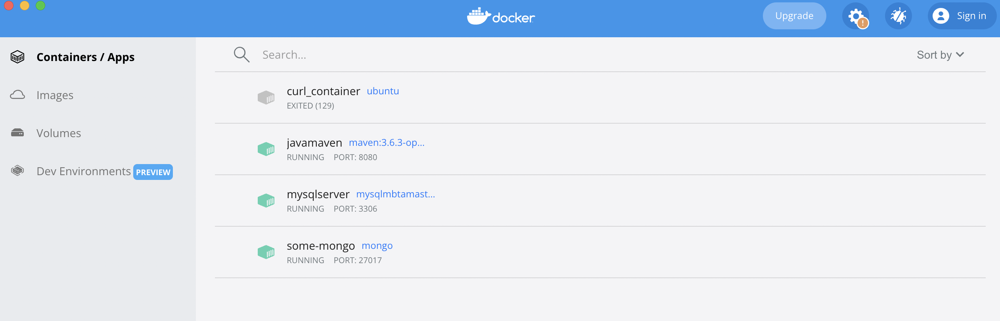 docker
Upgrade
Sign in
Containers / Apps
Images
Volumes
Dev Environments PREVIEW
Search...
Sort by
curl_container ubuntu
EXITED (129)
javamaven maven:3.6.3-op...
RUNNING PORT: 8080
mysqlserver mysqlmbtamast...
RUNNING PORT: 3306
some-mongo mongo
RUNNING PORT: 27017